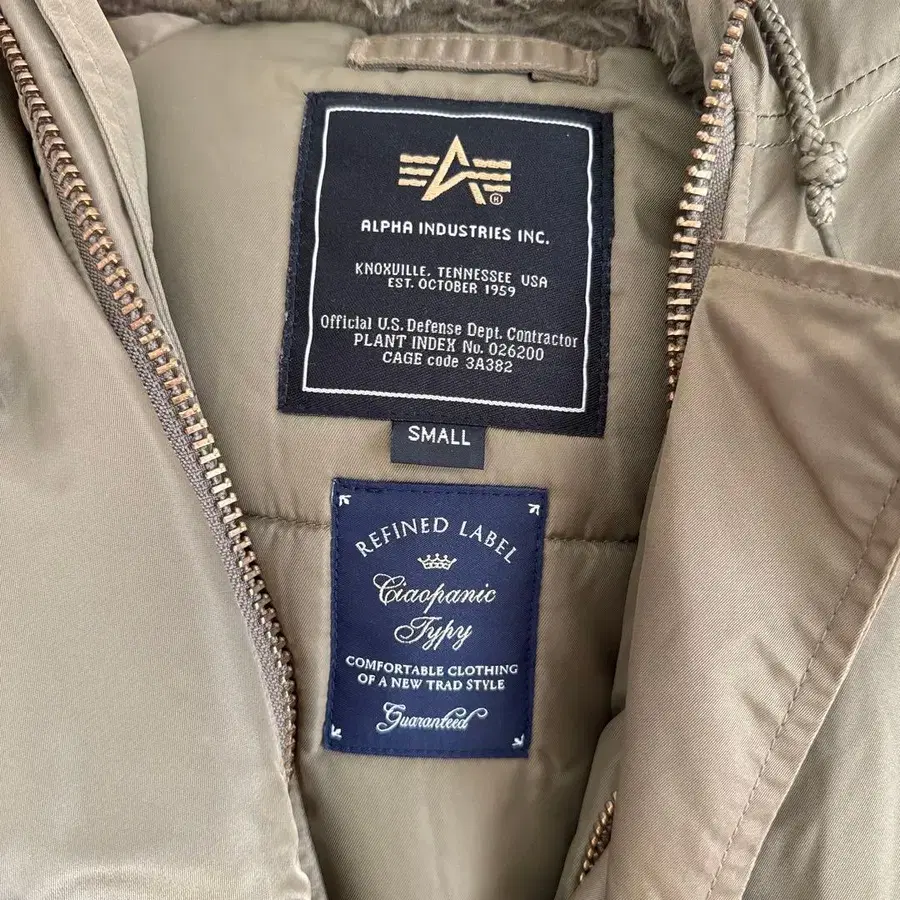 ALPHA INDUSTRIES INC.
KNOXVILLE, TENNESSEE USA
EST. OCTOBER 1959
Official U.S. Defense Dept. Contractor
PLANT INDEX No. 026200
CAGE code 3A382
SMALL
REFINED LABEL
Ciaopanic
Typy
COMFORTABLE CLOTHING
OF A NEW TRAD STYLE
Guaranteed